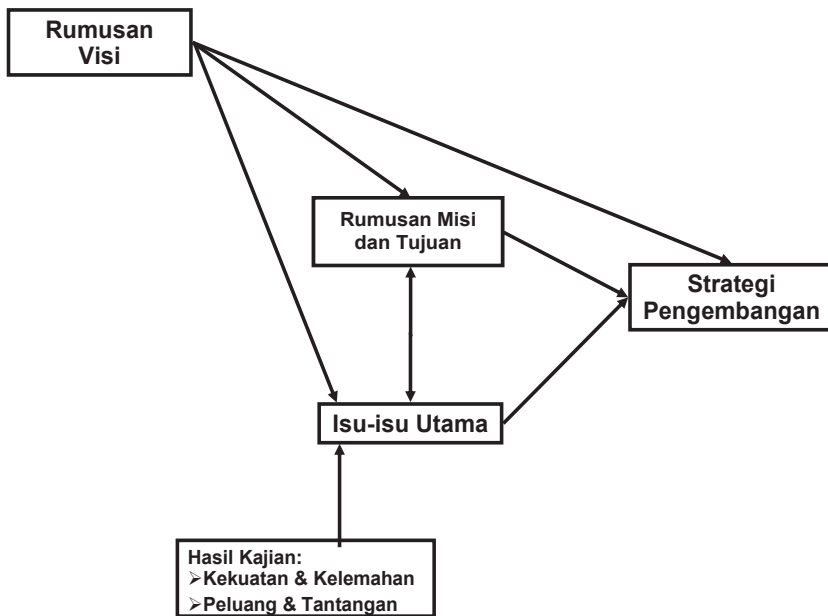 Rumusan
Visi
Rumusan Misi
dan Tujuan
Strategi
Pengembangan
Isu-isu Utama
Hasil Kajian:
➢Kekuatan & Kelemahan
➢Peluang & Tantangan